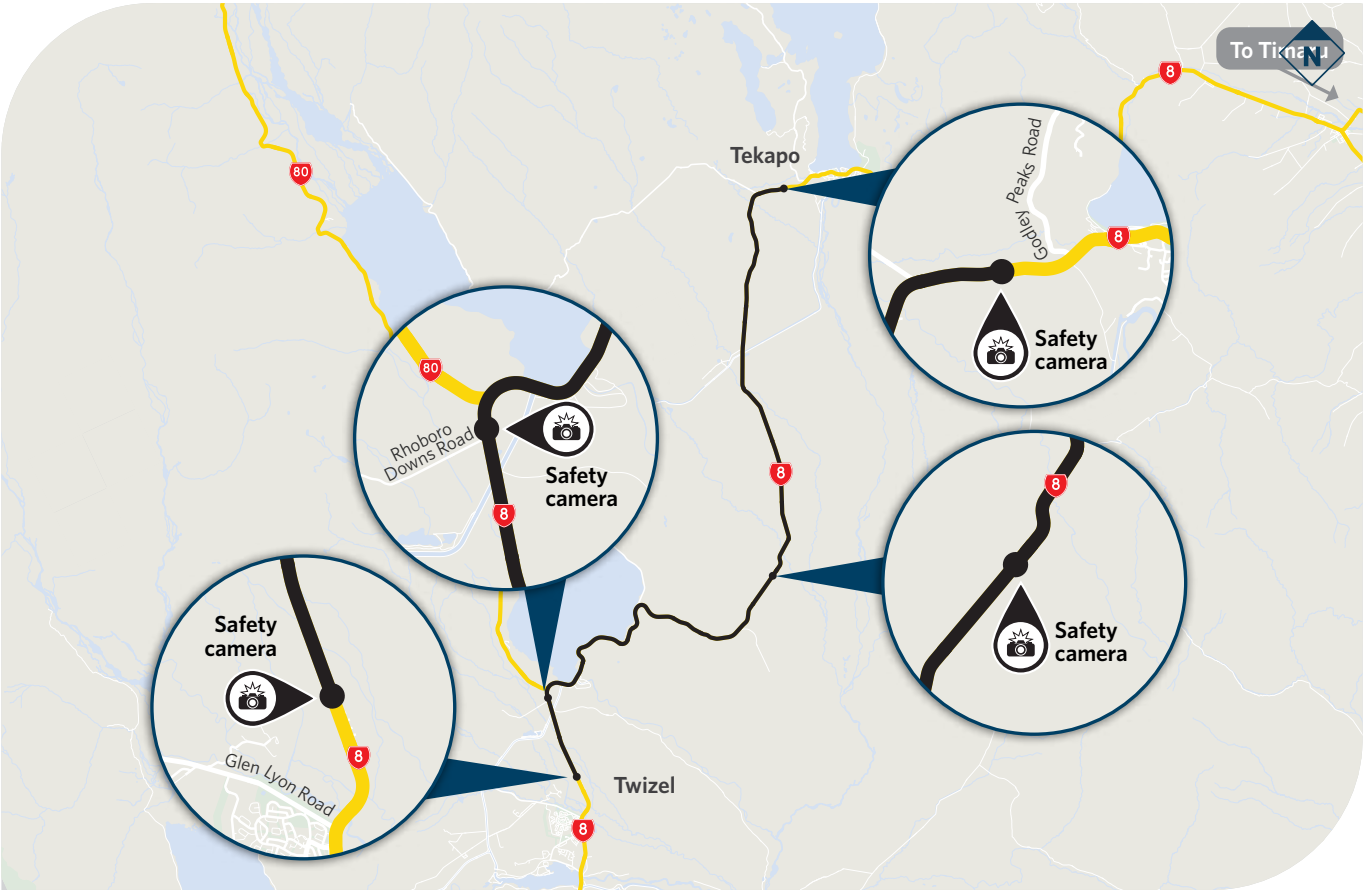 To Timaru
N
8
80
Tekapo
Godley Peaks Road
8
Safety
camera
80
Rhoboro
Downs Road
Safety
camera
8
8
8
Safety
camera
Safety
camera
8
Glen Lyon Road
Twizel
8